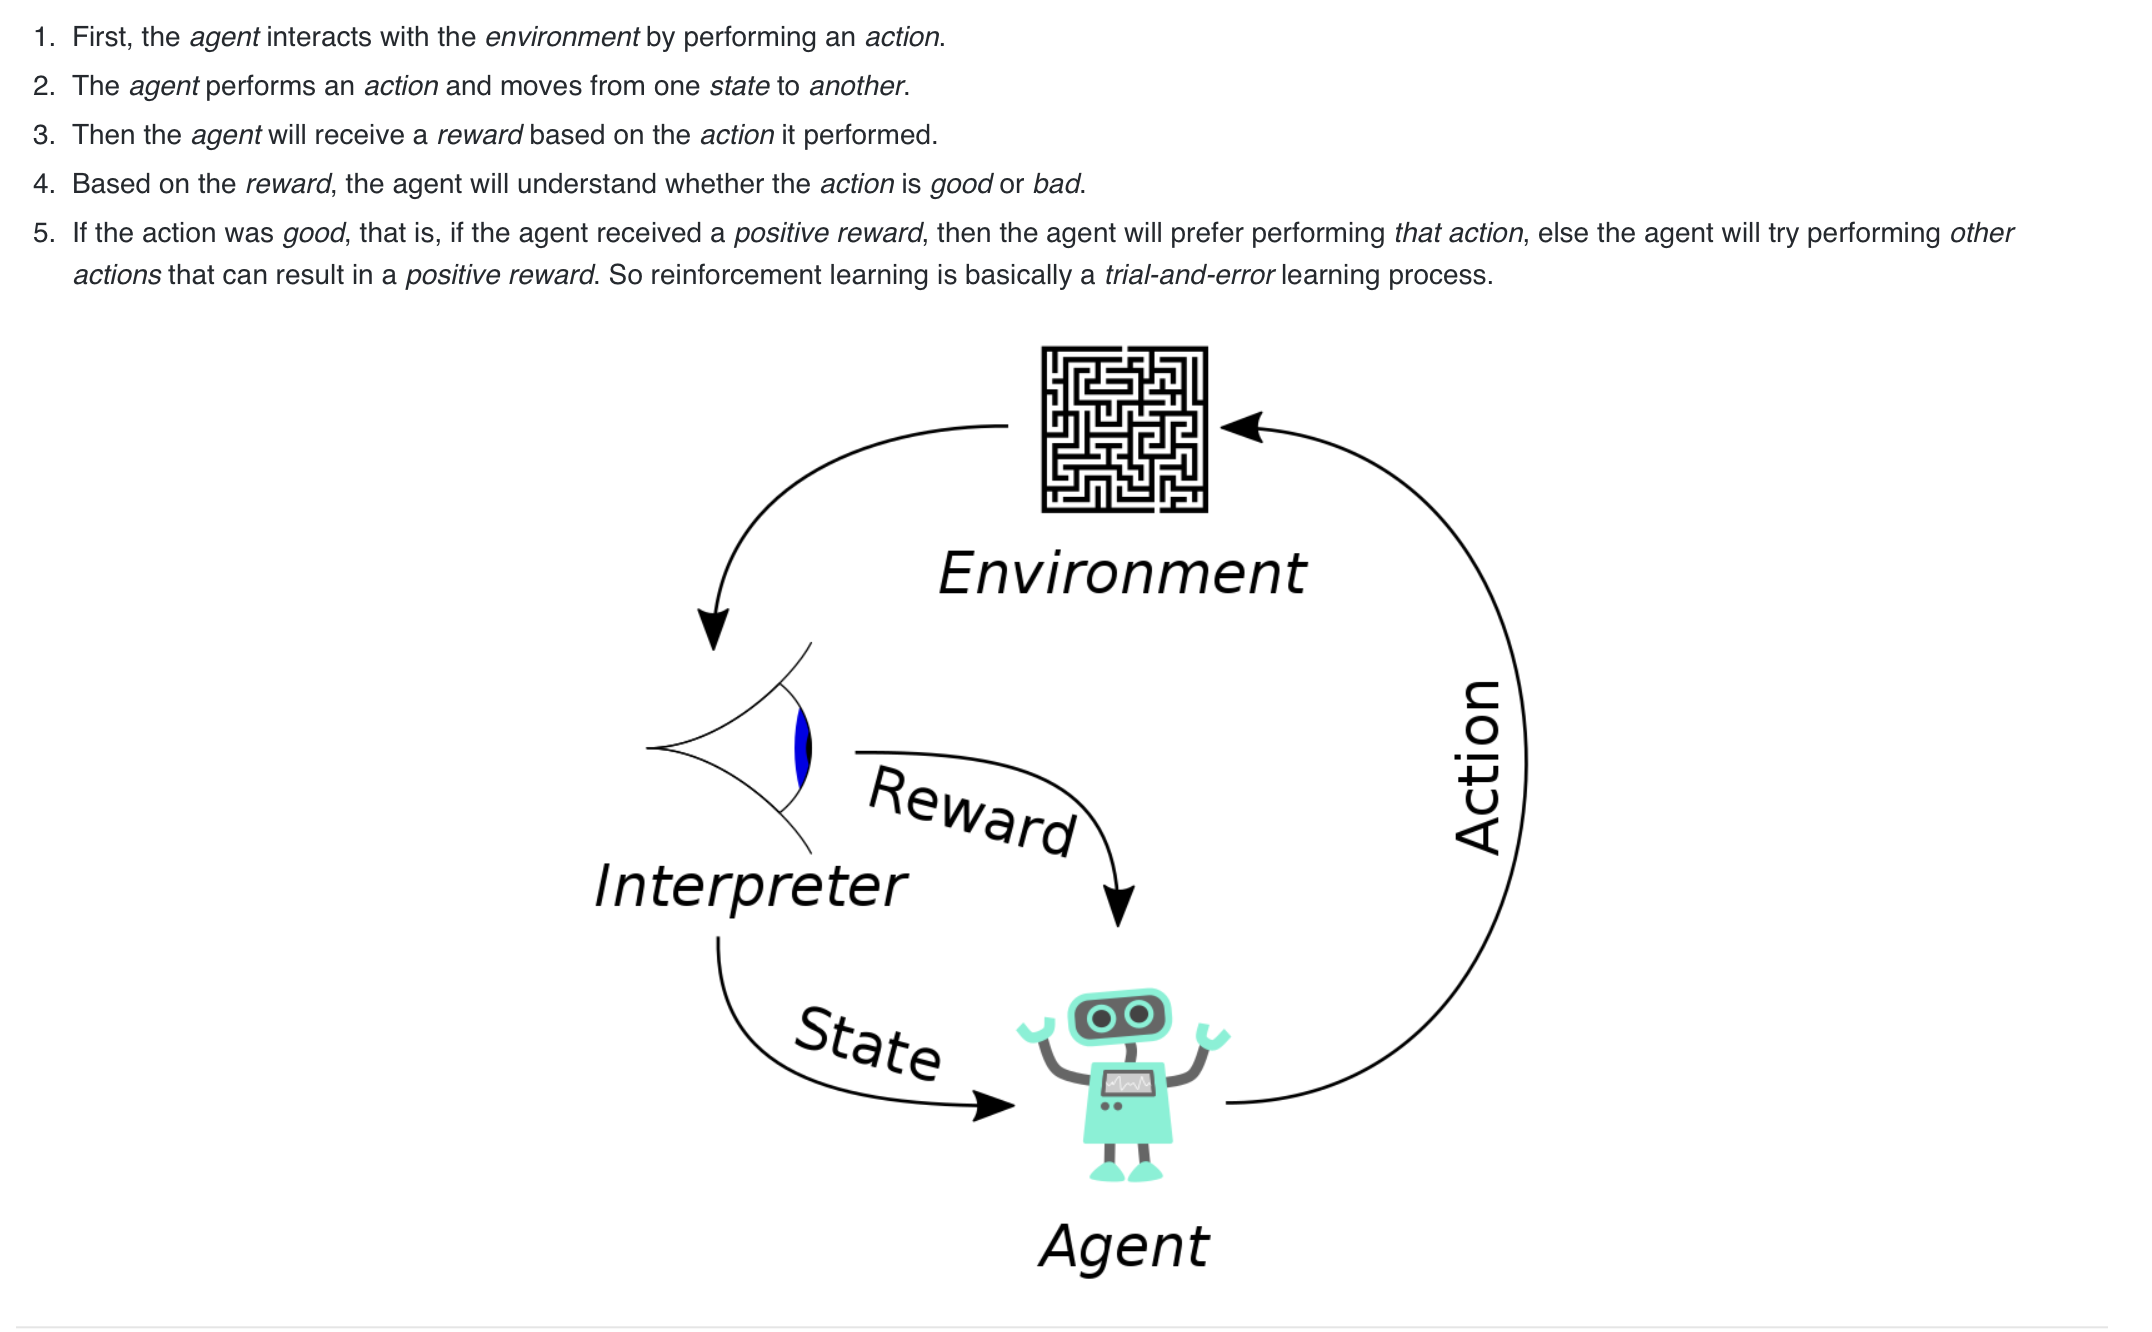 1. First, the agent interacts with the environment by performing an action.
2. The agent performs an action and moves from one state to another.
3. Then the agent will receive a reward based on the action it performed.
4. Based on the reward, the agent will understand whether the action is good or bad.
5. If the action was good, that is, if the agent received a positive reward, then the agent will prefer performing that action, else the agent will try performing other
actions that can result in a positive reward. So reinforcement learning is basically a trial-and-error learning process.
Environment
Action
Reward
Interpreter
State
Agent